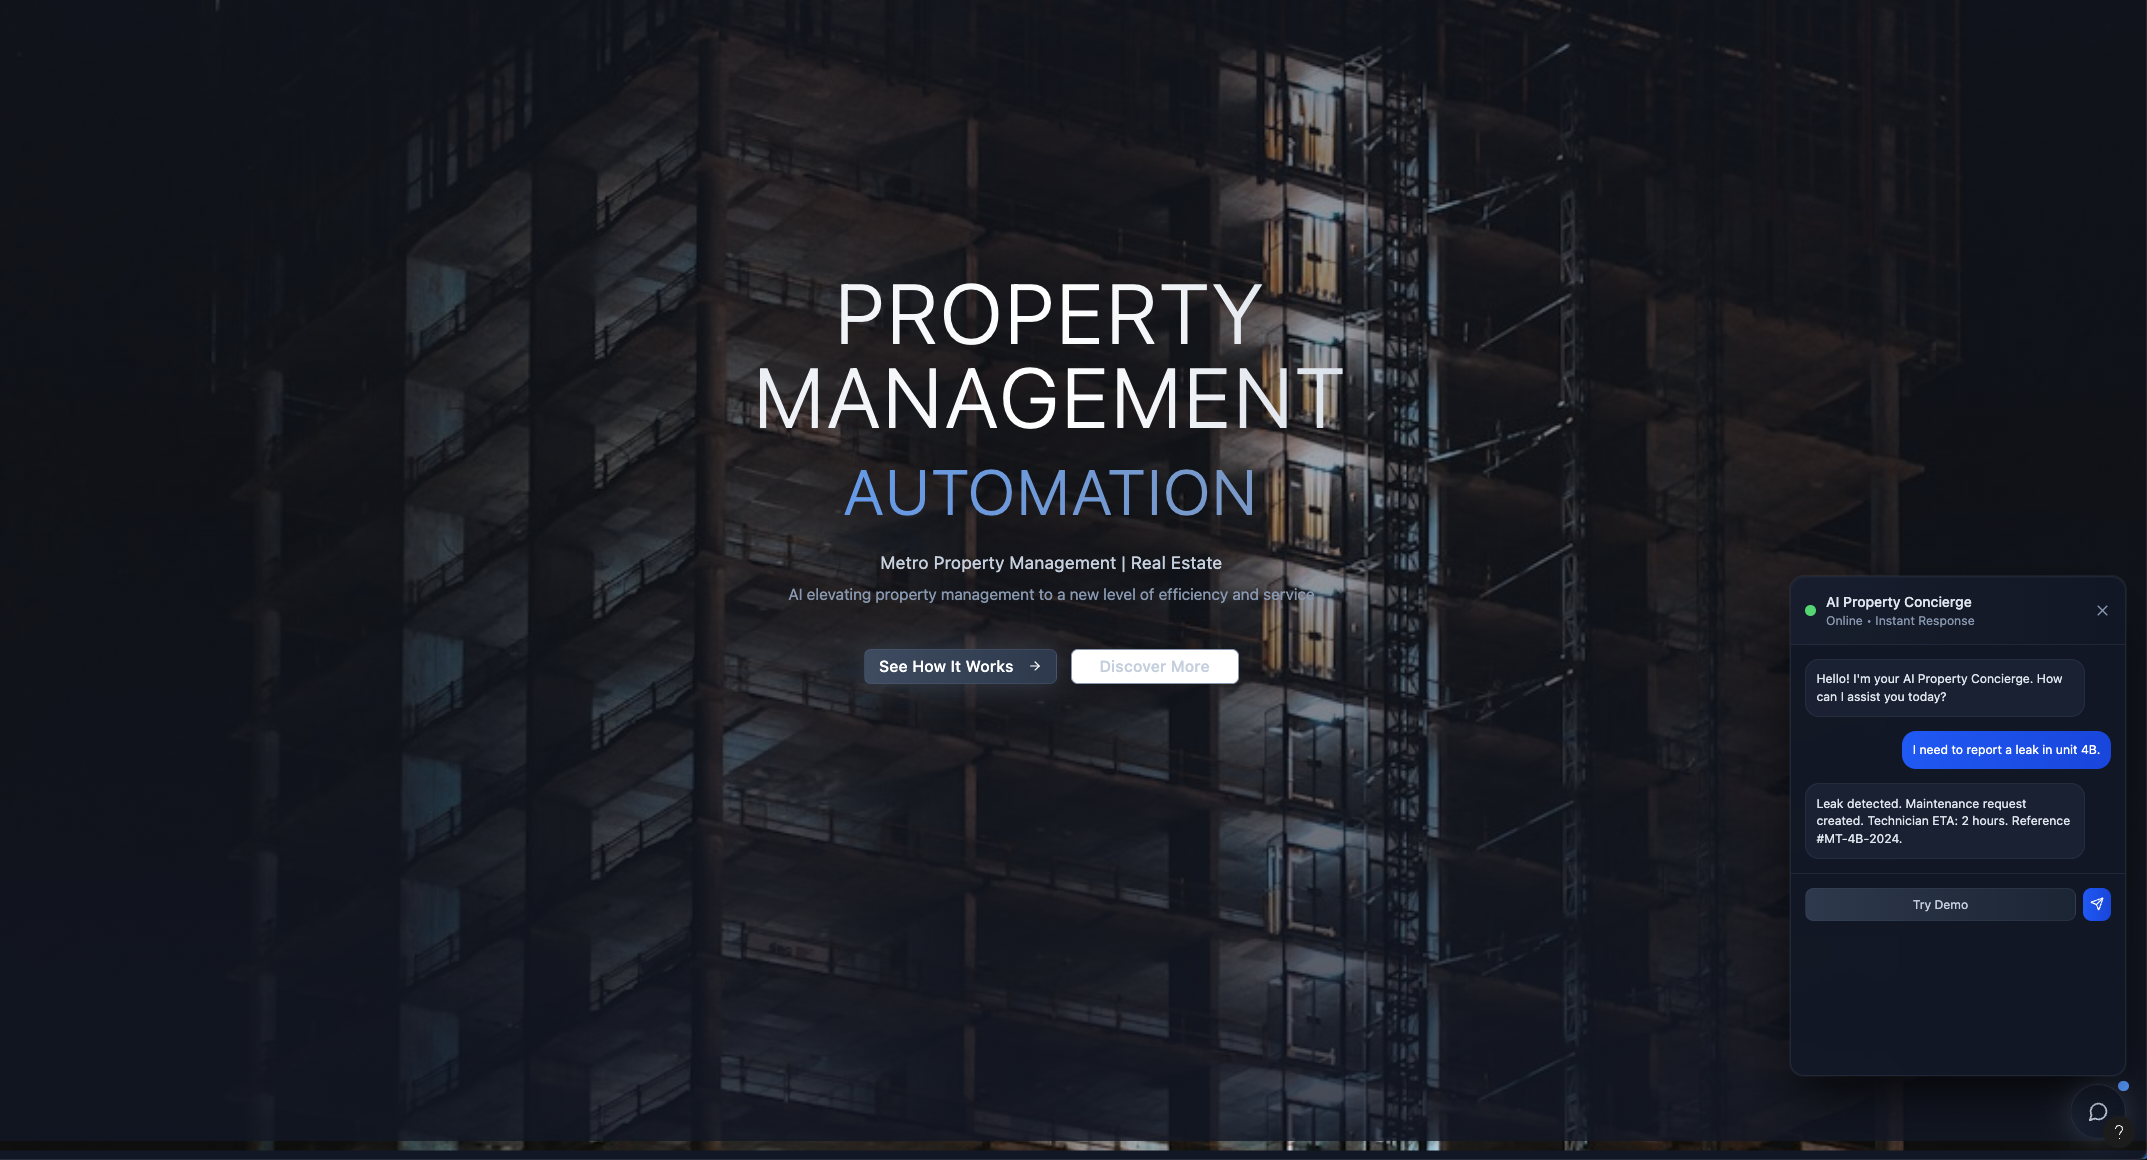 PROPERTY
MANAGEMENT
AUTOMATION
Metro Property Management | Real Estate
AI elevating property management to a new level of efficiency and service
See How It Works →
Discover More
AI Property Concierge
Online • Instant Response
Hello! I'm your AI Property Concierge. How
can I assist you today?
I need to report a leak in unit 4B.
Leak detected. Maintenance request
created. Technician ETA: 2 hours. Reference
#MT-4B-2024.
Try Demo
?